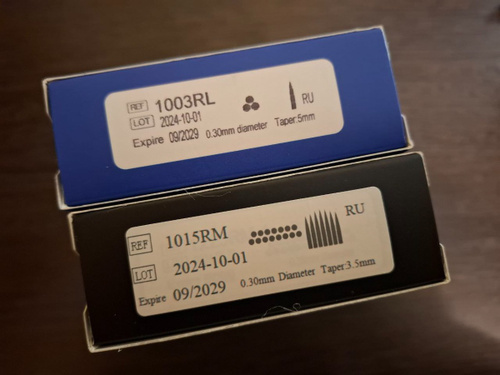 REF 1003RL RU
LOT 2024-10-01
Expire 09/2029 0.30mm diameter Taper:5mm
REF 1015RM RU
LOT 2024-10-01
Expire 09/2029 0.30mm Diameter Taper:3.5mm